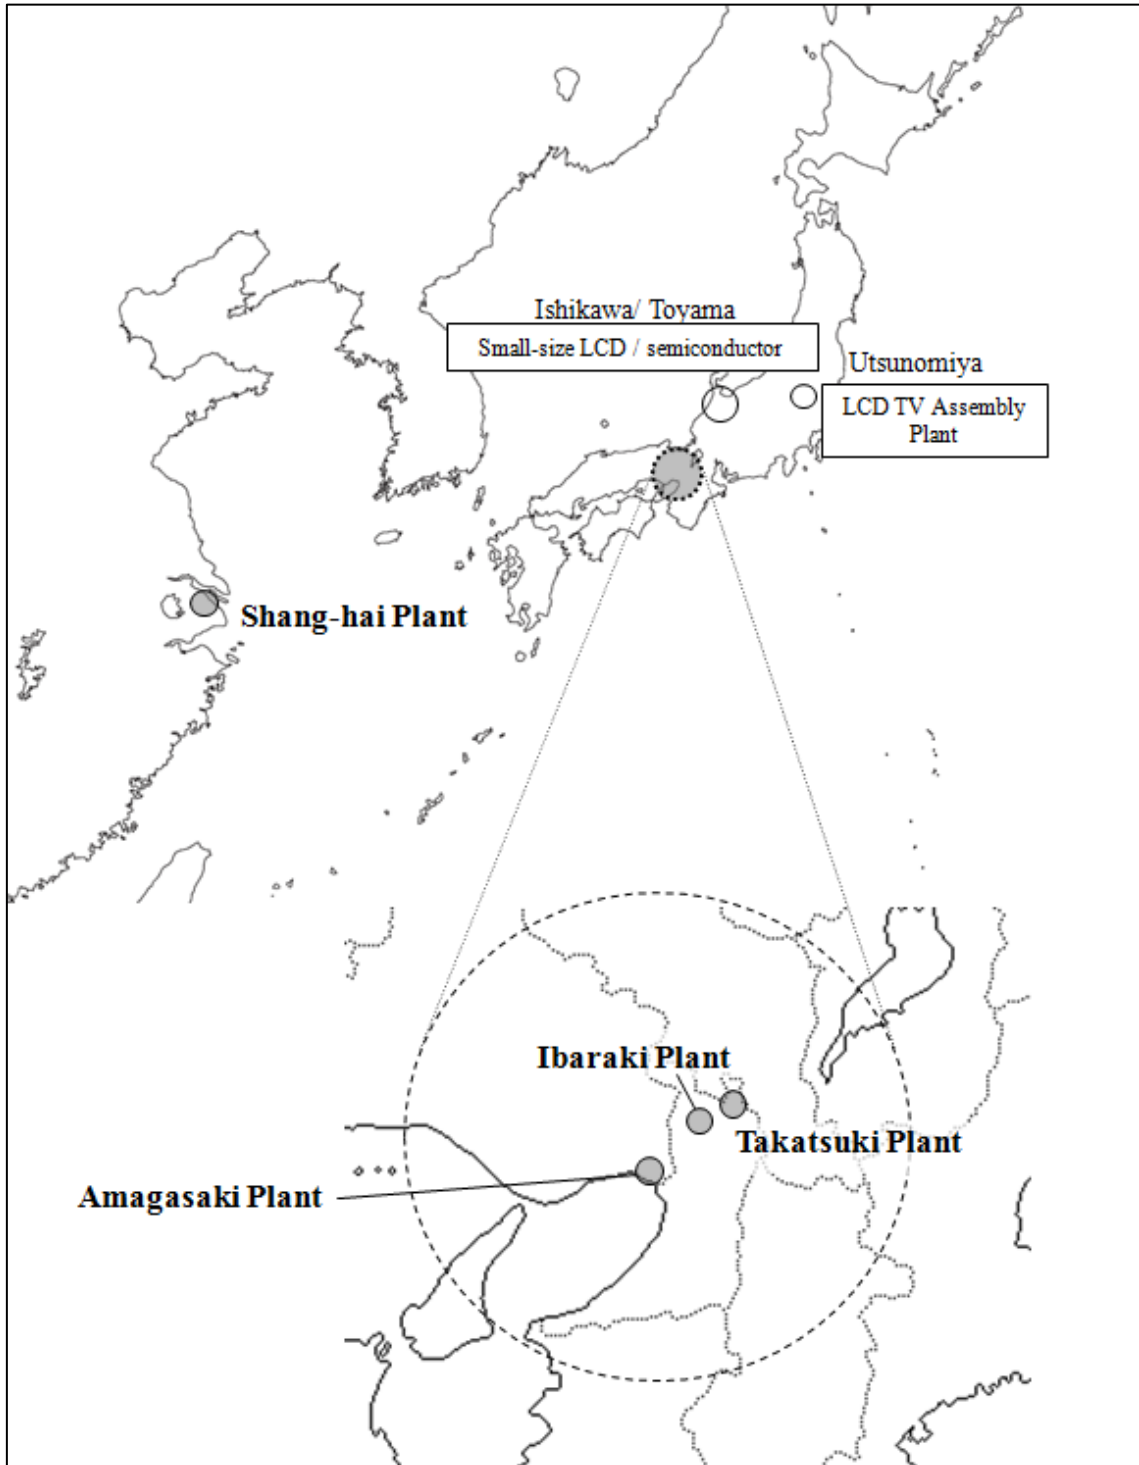 Ishikawa/ Toyama
Small-size LCD / semiconductor
Utsunomiya
LCD TV Assembly
Plant
Shang-hai Plant
Ibaraki Plant
Takatsuki Plant
Amagasaki Plant